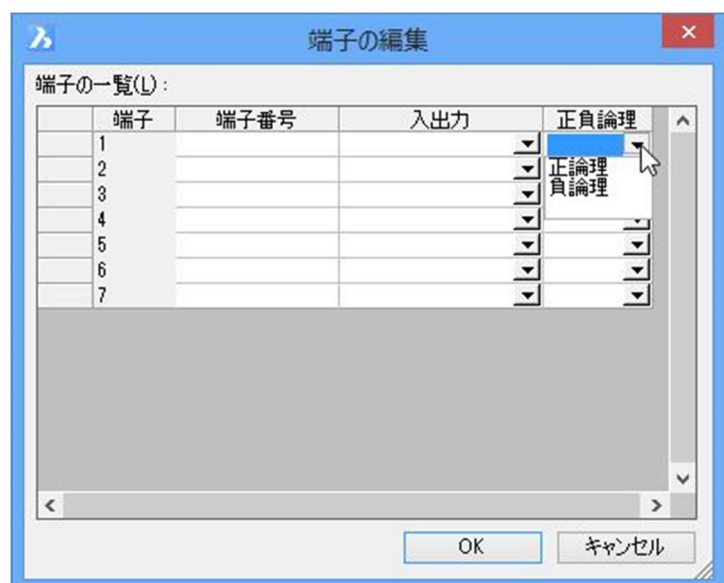 端子の編集
端子の一覧(L):
端子 端子番号 入出力 正負論理
1
2 正論理
3 負論理
4
5
6
7
OK キャンセル